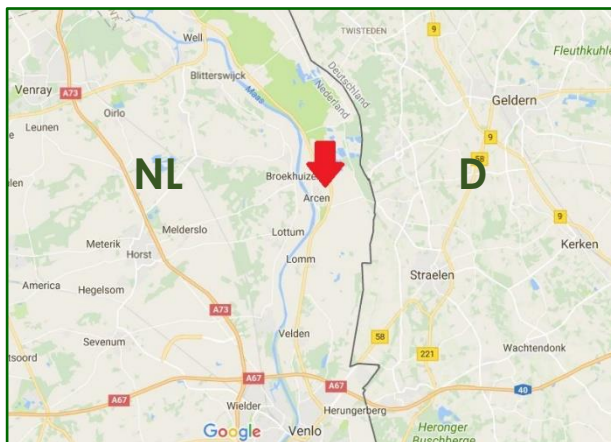 Well
TWISTEDEN
9
Fleuthkuhle
Blitterswijck
Maas
Deutschland
Nederland
Venray
A73
Oirlo
Geldern
Leunen
9
58
NL
D
Broekhuize
Arcen
9
Melderslo
Lottum
Kerken
Meterik
Horst
Lomm
Straelen
America
Hegelsom
A73
Sevenum
Velden
58
221
Wachtendonk
tsoord
A67
A67
40
Wielder
Herungerberg
Google
Venlo
Heronger
Buschberge